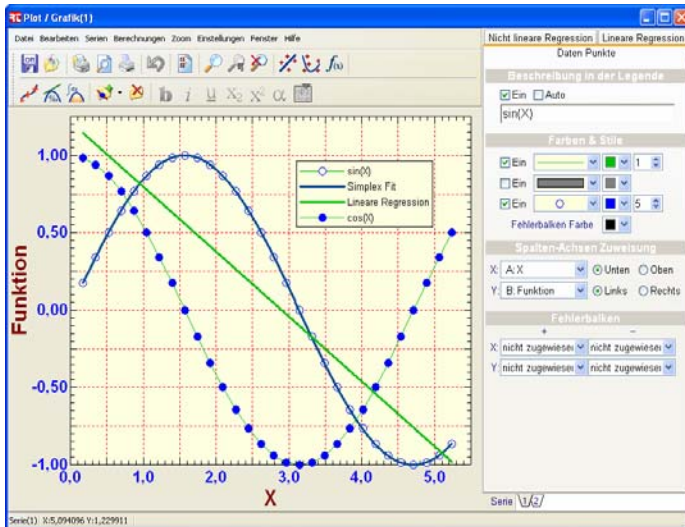 Plot / Grafik(1)
Datei Bearbeiten Serien Berechnungen Zoom Einstellungen Fenster Hilfe
f(x)
b i u X₂ X² α
Funktion
1.00
0.50
0.00
-0.50
-1.00
0,0 1,0 2,0 3,0 4,0 5,0
X
sin(X)
Simplex Fit
Lineare Regression
cos(X)
Nicht lineare Regression Lineare Regression
Daten Punkte
Beschreibung in der Legende
Ein Auto
sin(X)
Farben & Stile
Ein 1
Ein
Ein 5
Fehlerbalken Farbe
Spalten-Achsen Zuweisung
X: A:X Unten Oben
Y: B: Funktion Links Rechts
Fehlerbalken
+ −
X: nicht zugewiesen nicht zugewiesen
Y: nicht zugewiesen nicht zugewiesen
Serie 1 2
Serie(1) X:5,094096 Y:1,229911